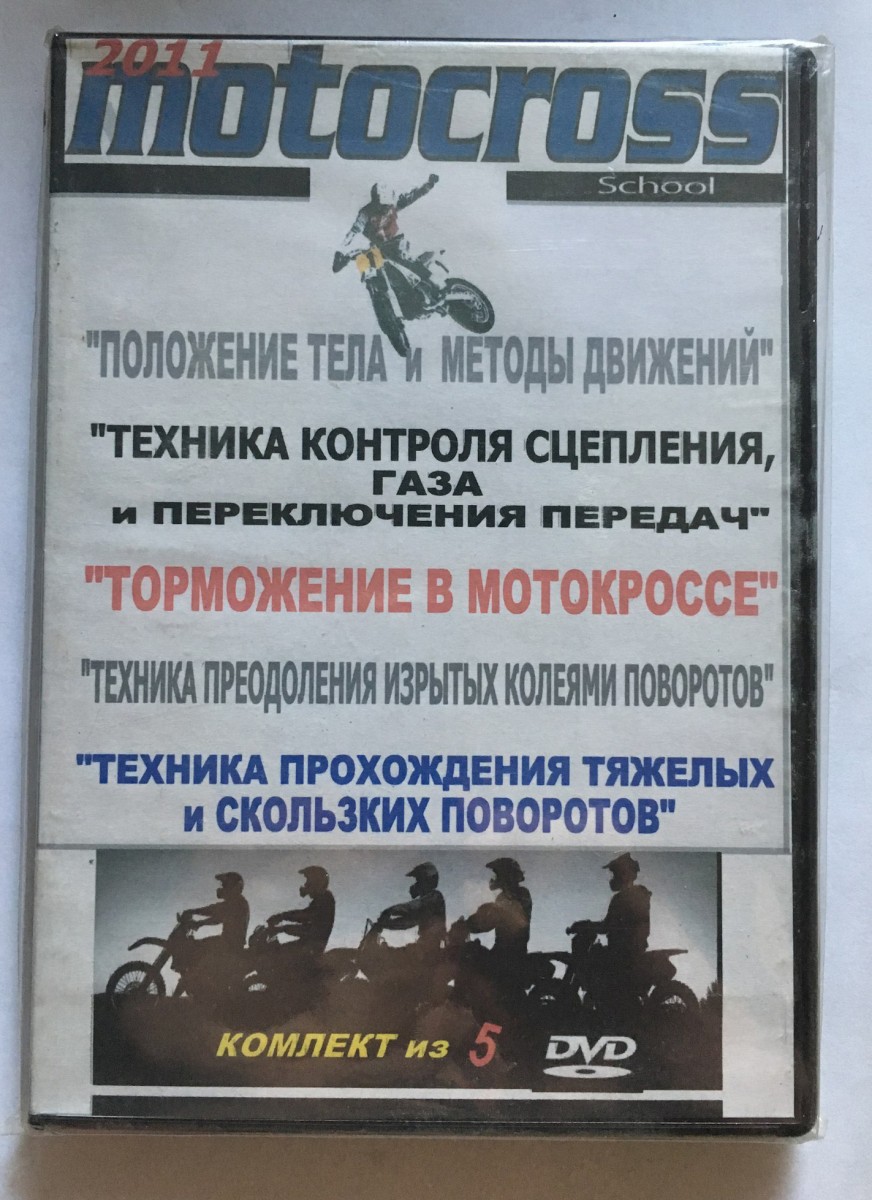 2011
motocross
School
"ПОЛОЖЕНИЕ ТЕЛА и МЕТОДЫ ДВИЖЕНИЙ"
"ТЕХНИКА КОНТРОЛЯ СЦЕПЛЕНИЯ,
ГАЗА
и ПЕРЕКЛЮЧЕНИЯ ПЕРЕДАЧ"
"ТОРМОЖЕНИЕ В МОТОКРОССЕ"
"ТЕХНИКА ПРЕОДОЛЕНИЯ ИЗРЫТЫХ КОЛЕЯМИ ПОВОРОТОВ"
"ТЕХНИКА ПРОХОЖДЕНИЯ ТЯЖЕЛЫХ
и СКОЛЬЗКИХ ПОВОРОТОВ"
КОМЛЕКТ из 5 DVD